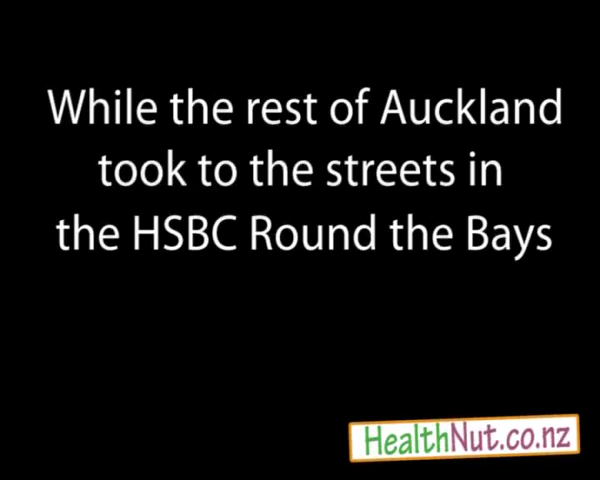 While the rest of Auckland
took to the streets in
the HSBC Round the Bays
HealthNut.co.nz